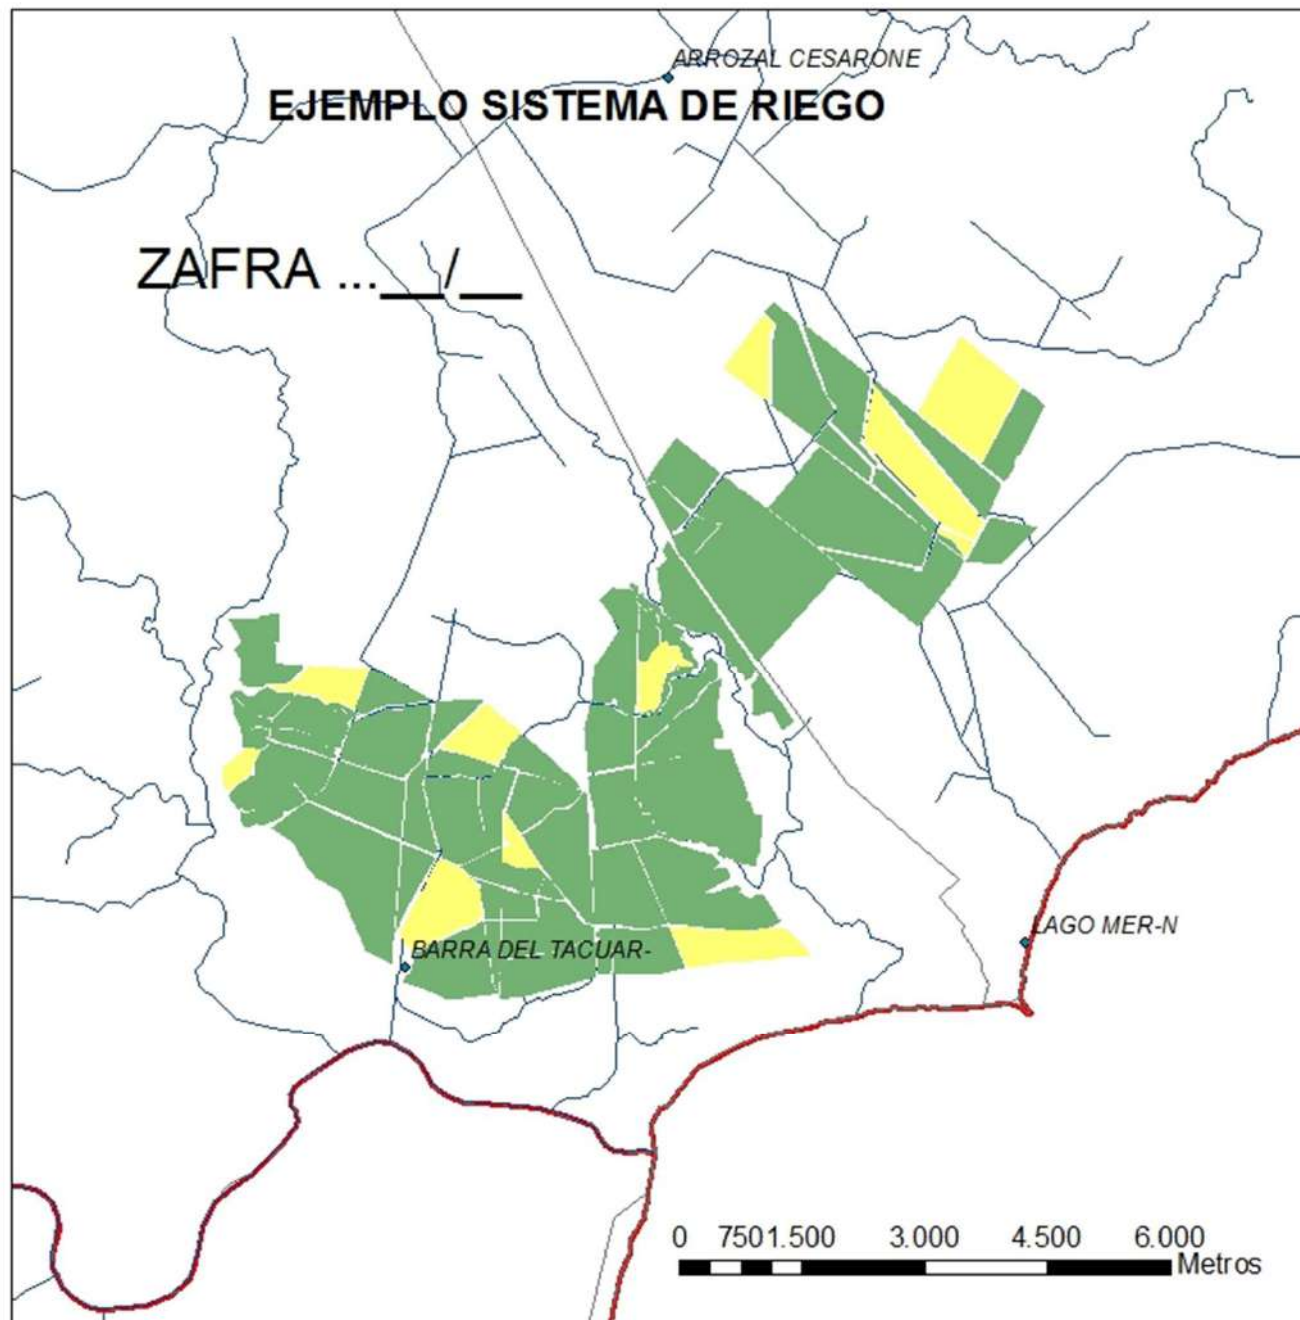 ARROZAL CESARONE
EJEMPLO SISTEMA DE RIEGO
ZAFRA ...__/__
LAGO MER-N
BARRA DEL TACUAR-
0 750 1.500 3.000 4.500 6.000
Metros